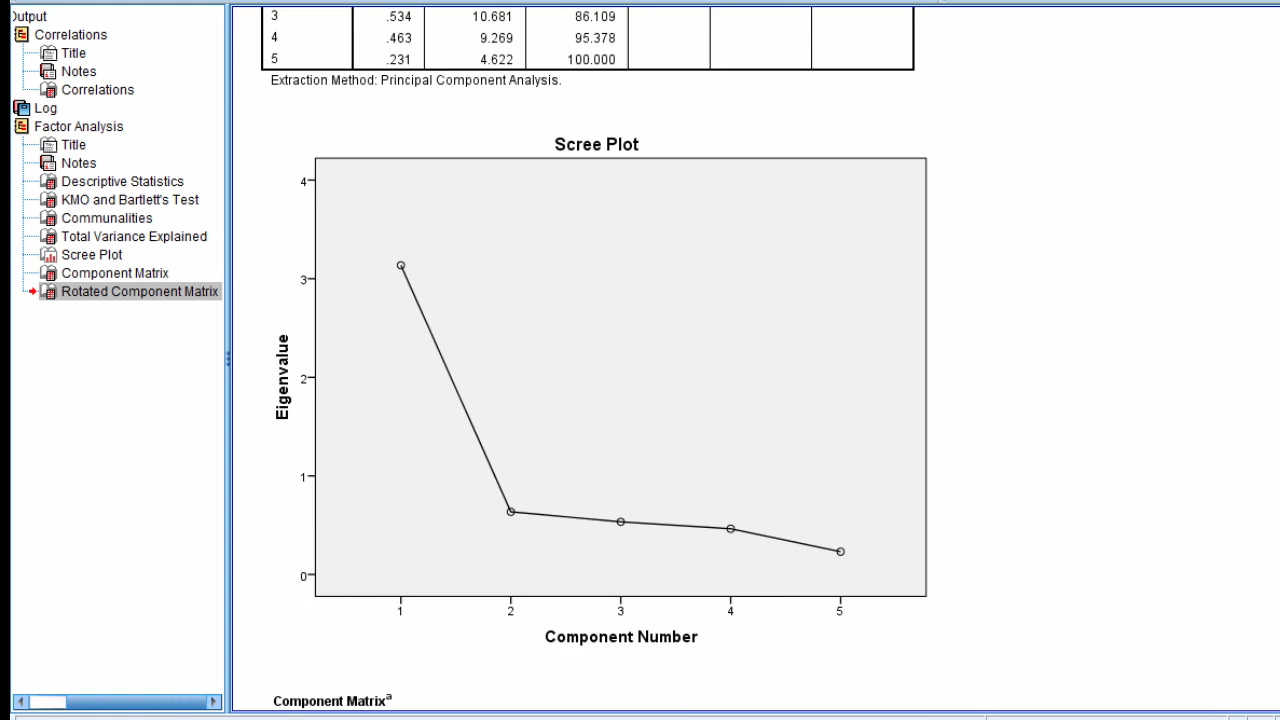 Output
Correlations
Title
Notes
Correlations
Log
Factor Analysis
Title
Notes
Descriptive Statistics
KMO and Bartlett's Test
Communalities
Total Variance Explained
Scree Plot
Component Matrix
Rotated Component Matrix
3 .534 10.681 86.109
4 .463 9.269 95.378
5 .231 4.622 100.000
Extraction Method: Principal Component Analysis.
Scree Plot
Eigenvalue
4
3
2
1
0
1 2 3 4 5
Component Number
Component Matrixa